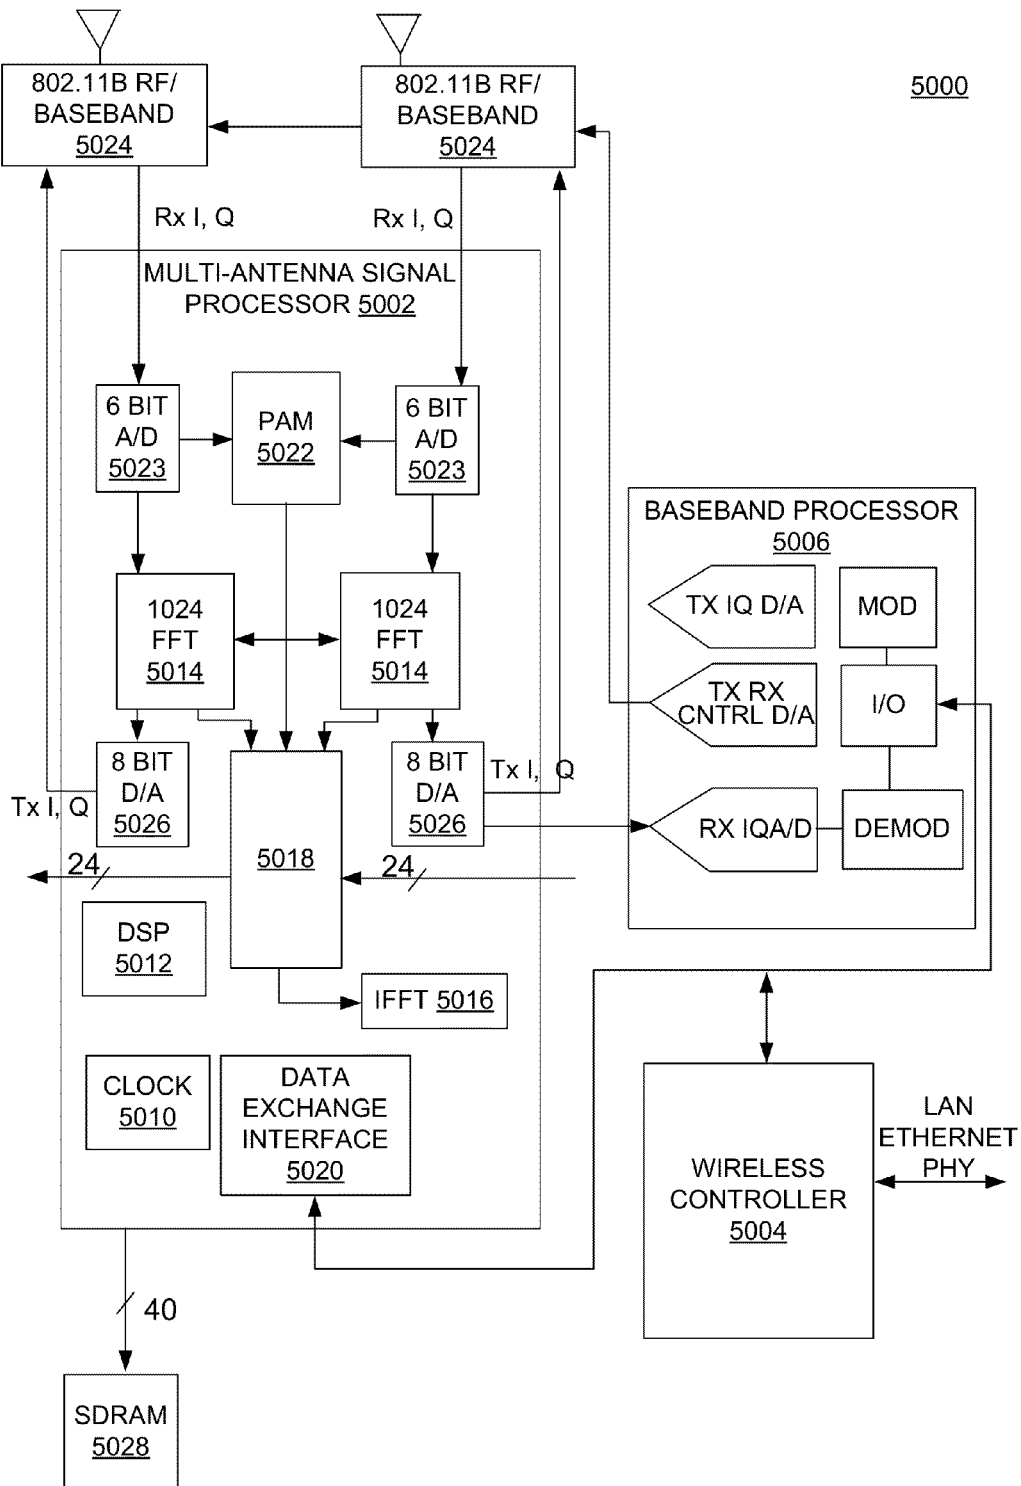 802.11B RF/
BASEBAND
5024
802.11B RF/
BASEBAND
5024
5000
Rx I, Q
Rx I, Q
MULTI-ANTENNA SIGNAL
PROCESSOR 5002
6 BIT
A/D
5023
PAM
5022
6 BIT
A/D
5023
BASEBAND PROCESSOR
5006
1024
FFT
5014
1024
FFT
5014
TX IQ D/A
MOD
TX RX
CNTRL D/A
I/O
8 BIT
D/A
5026
Tx I, Q
8 BIT
D/A
5026
Tx I, Q
RX IQA/D
DEMOD
5018
24
24
DSP
5012
IFFT 5016
CLOCK
5010
DATA
EXCHANGE
INTERFACE
5020
WIRELESS
CONTROLLER
5004
LAN
ETHERNET
PHY
40
SDRAM
5028